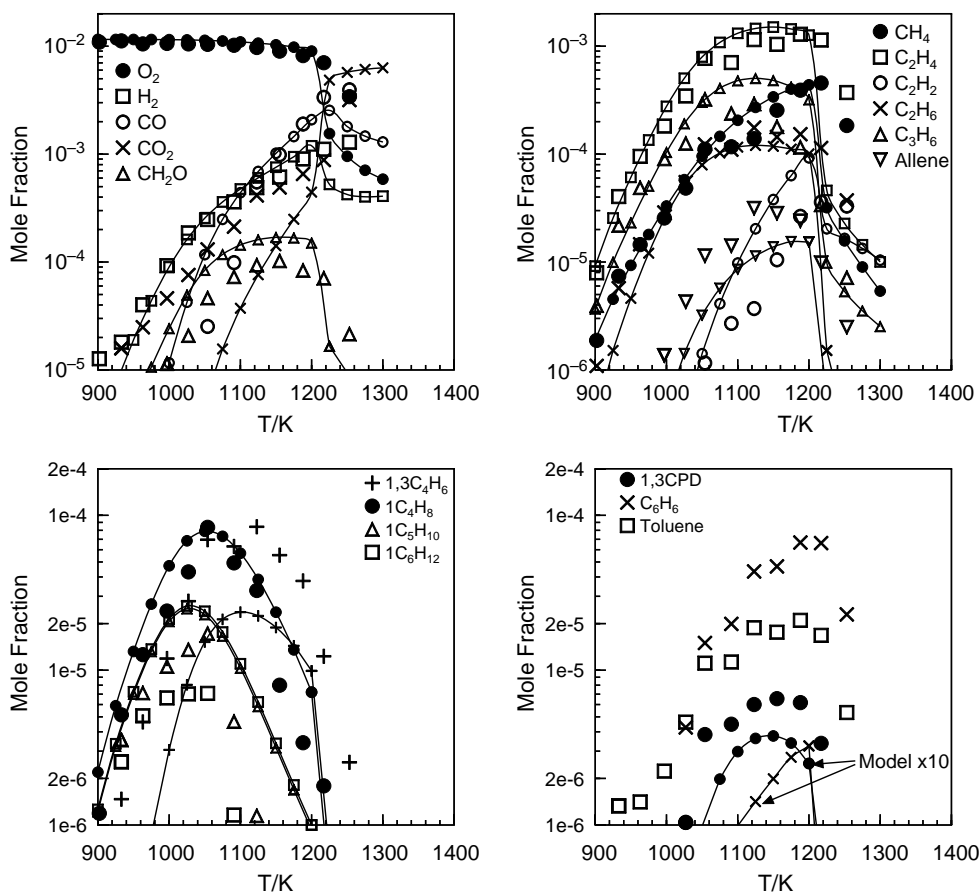 10⁻²
10⁻³
10⁻⁴
10⁻⁵
Mole Fraction
O₂
H₂
CO
CO₂
CH₂O
900 1000 1100 1200 1300 1400
T/K
10⁻³
10⁻⁴
10⁻⁵
10⁻⁶
Mole Fraction
CH₄
C₂H₄
C₂H₂
C₂H₆
C₃H₆
Allene
900 1000 1100 1200 1300 1400
T/K
2e-4
1e-4
2e-5
1e-5
2e-6
1e-6
Mole Fraction
1,3C₄H₆
1C₄H₈
1C₅H₁₀
1C₆H₁₂
900 1000 1100 1200 1300 1400
T/K
2e-4
1e-4
2e-5
1e-5
2e-6
1e-6
Mole Fraction
1,3CPD
C₆H₆
Toluene
Model x10
900 1000 1100 1200 1300 1400
T/K